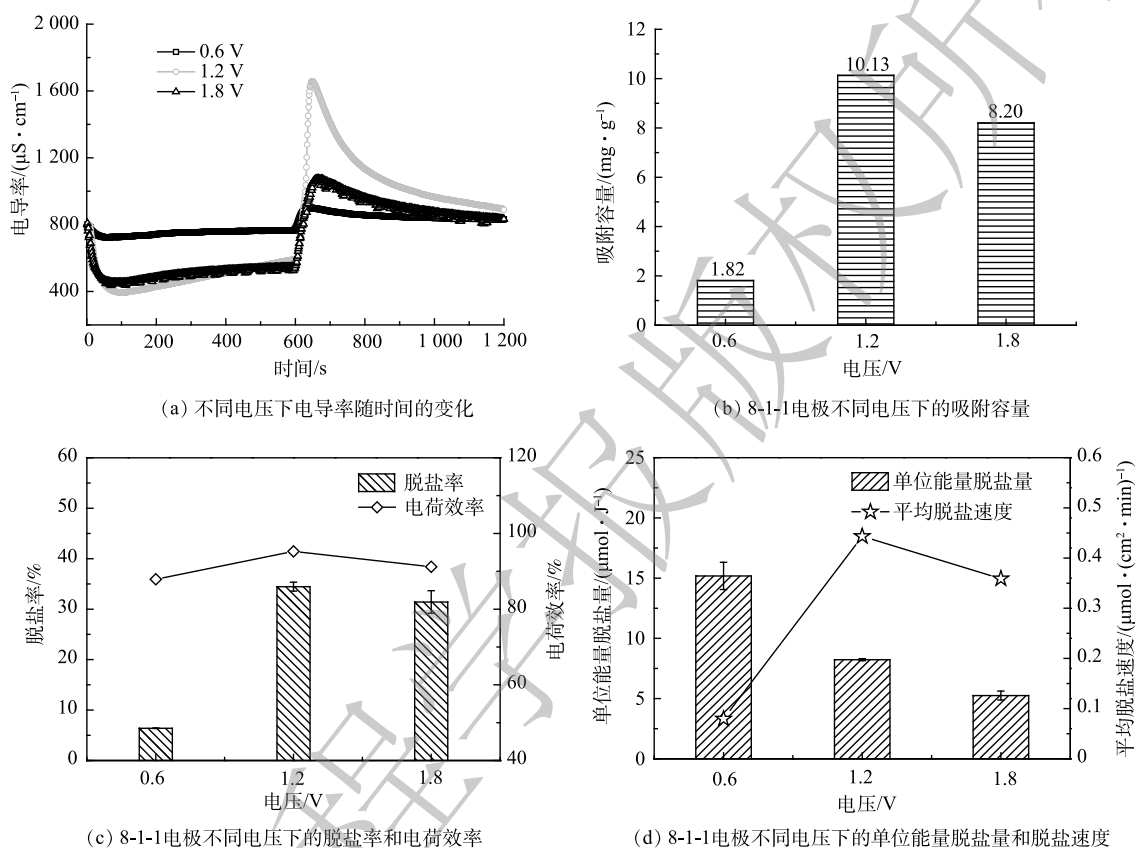 2 000
1 600
1 200
800
400
0.6 V
1.2 V
1.8 V
电导率/(μS·cm⁻¹)
0 200 400 600 800 1 000 1 200
时间/s
(a) 不同电压下电导率随时间的变化
12
10
8
6
4
2
0
1.82
10.13
8.20
吸附容量/(mg·g⁻¹)
0.6 1.2 1.8
电压/V
(b) 8-1-1电极不同电压下的吸附容量
60
50
40
30
20
10
0
脱盐率/%
脱盐率
电荷效率
120
100
80
60
40
电荷效率/%
0.6 1.2 1.8
电压/V
(c) 8-1-1电极不同电压下的脱盐率和电荷效率
25
20
15
10
5
0
单位能量脱盐量/(μmol·J⁻¹)
单位能量脱盐量
平均脱盐速度
0.6
0.5
0.4
0.3
0.2
0.1
0
平均脱盐速度/(μmol·(cm²·min)⁻¹)
0.6 1.2 1.8
电压/V
(d) 8-1-1电极不同电压下的单位能量脱盐量和脱盐速度
程学报版权所